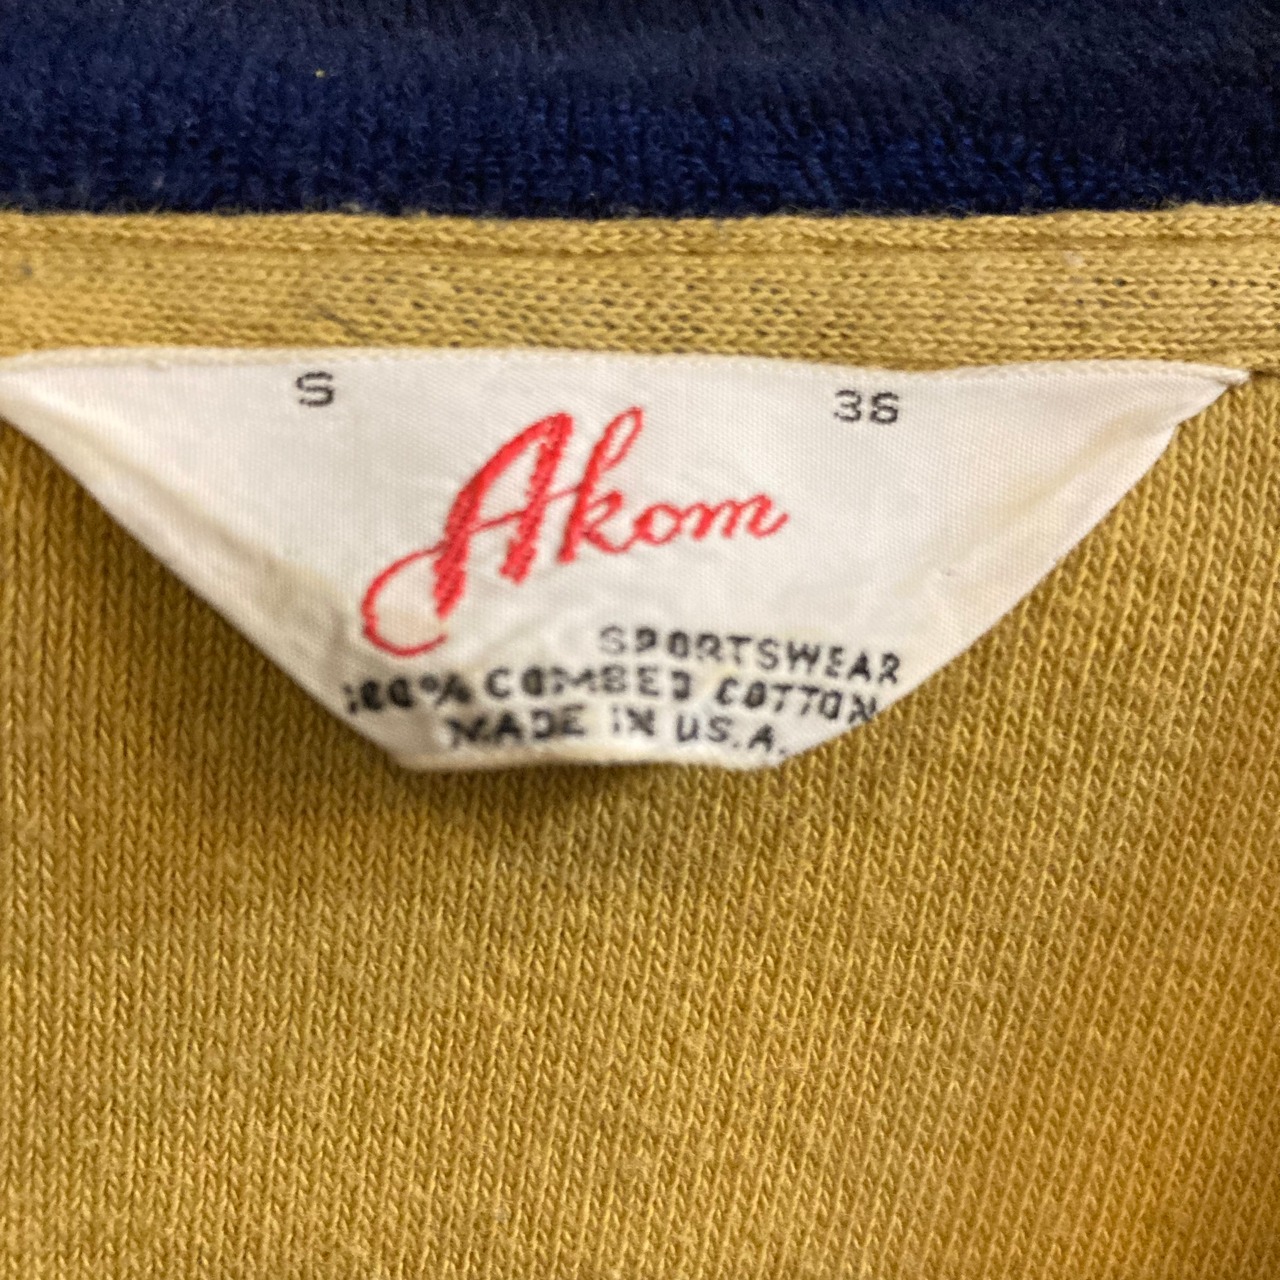 S 36
Akom
SPORTSWEAR
100% COMBED COTTON
MADE IN U.S.A.